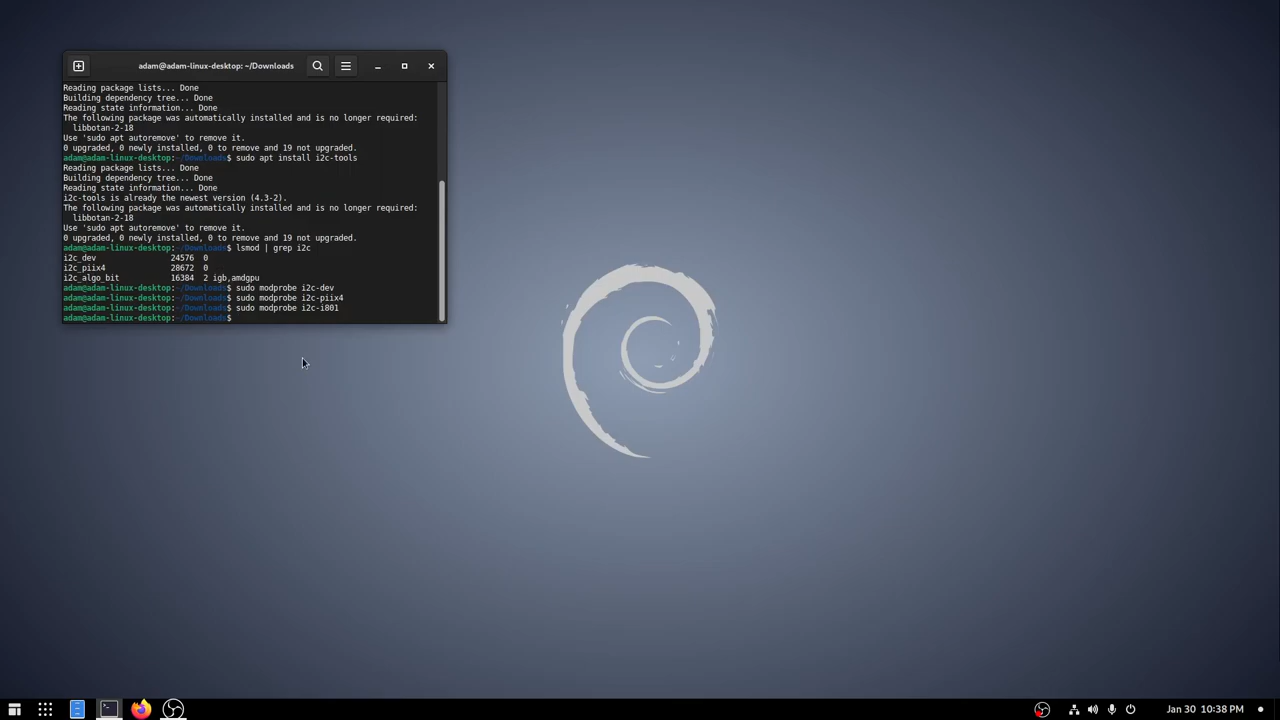 adam@adam-linux-desktop: ~/Downloads
Reading package lists... Done
Building dependency tree... Done
Reading state information... Done
The following package was automatically installed and is no longer required:
  libbotan-2-18
Use 'sudo apt autoremove' to remove it.
0 upgraded, 0 newly installed, 0 to remove and 19 not upgraded.
adam@adam-linux-desktop:~/Downloads$ sudo apt install i2c-tools
Reading package lists... Done
Building dependency tree... Done
Reading state information... Done
i2c-tools is already the newest version (4.3-2).
The following package was automatically installed and is no longer required:
  libbotan-2-18
Use 'sudo apt autoremove' to remove it.
0 upgraded, 0 newly installed, 0 to remove and 19 not upgraded.
adam@adam-linux-desktop:~/Downloads$ lsmod | grep i2c
i2c_dev                24576  0
i2c_piix4              28672  0
i2c_algo_bit           16384  2 igb,amdgpu
adam@adam-linux-desktop:~/Downloads$ sudo modprobe i2c-dev
adam@adam-linux-desktop:~/Downloads$ sudo modprobe i2c-piix4
adam@adam-linux-desktop:~/Downloads$ sudo modprobe i2c-i801
adam@adam-linux-desktop:~/Downloads$
Jan 30 10:38 PM